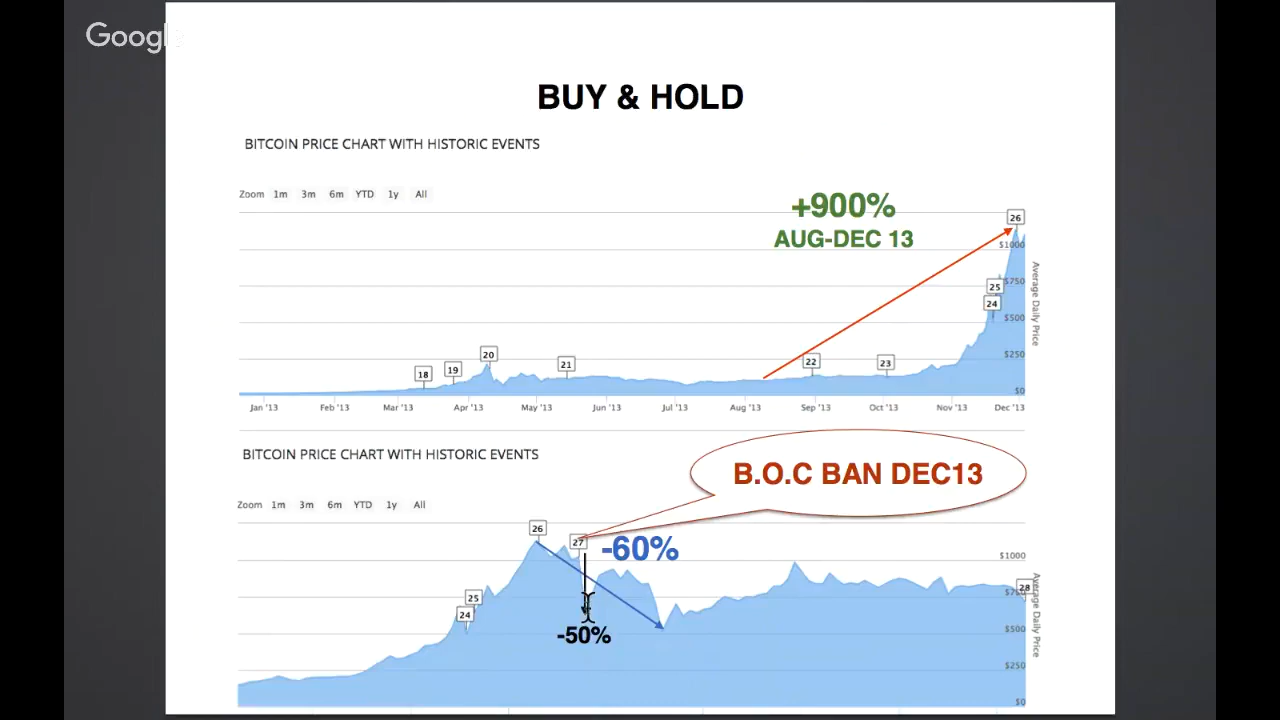 Google
BUY & HOLD
BITCOIN PRICE CHART WITH HISTORIC EVENTS
Zoom 1m 3m 6m YTD 1y All
+900%
AUG-DEC 13
26
$1000
25
$750
24
$500
20
22
23
$250
21
19
18
$0
Average Daily Price
Jan '13 Feb '13 Mar '13 Apr '13 May '13 Jun '13 Jul '13 Aug '13 Sep '13 Oct '13 Nov '13 Dec '13
BITCOIN PRICE CHART WITH HISTORIC EVENTS
B.O.C BAN DEC13
Zoom 1m 3m 6m YTD 1y All
26
27
-60%
$1000
28
25
24
-50%
$500
$250
$0
Average Daily Price